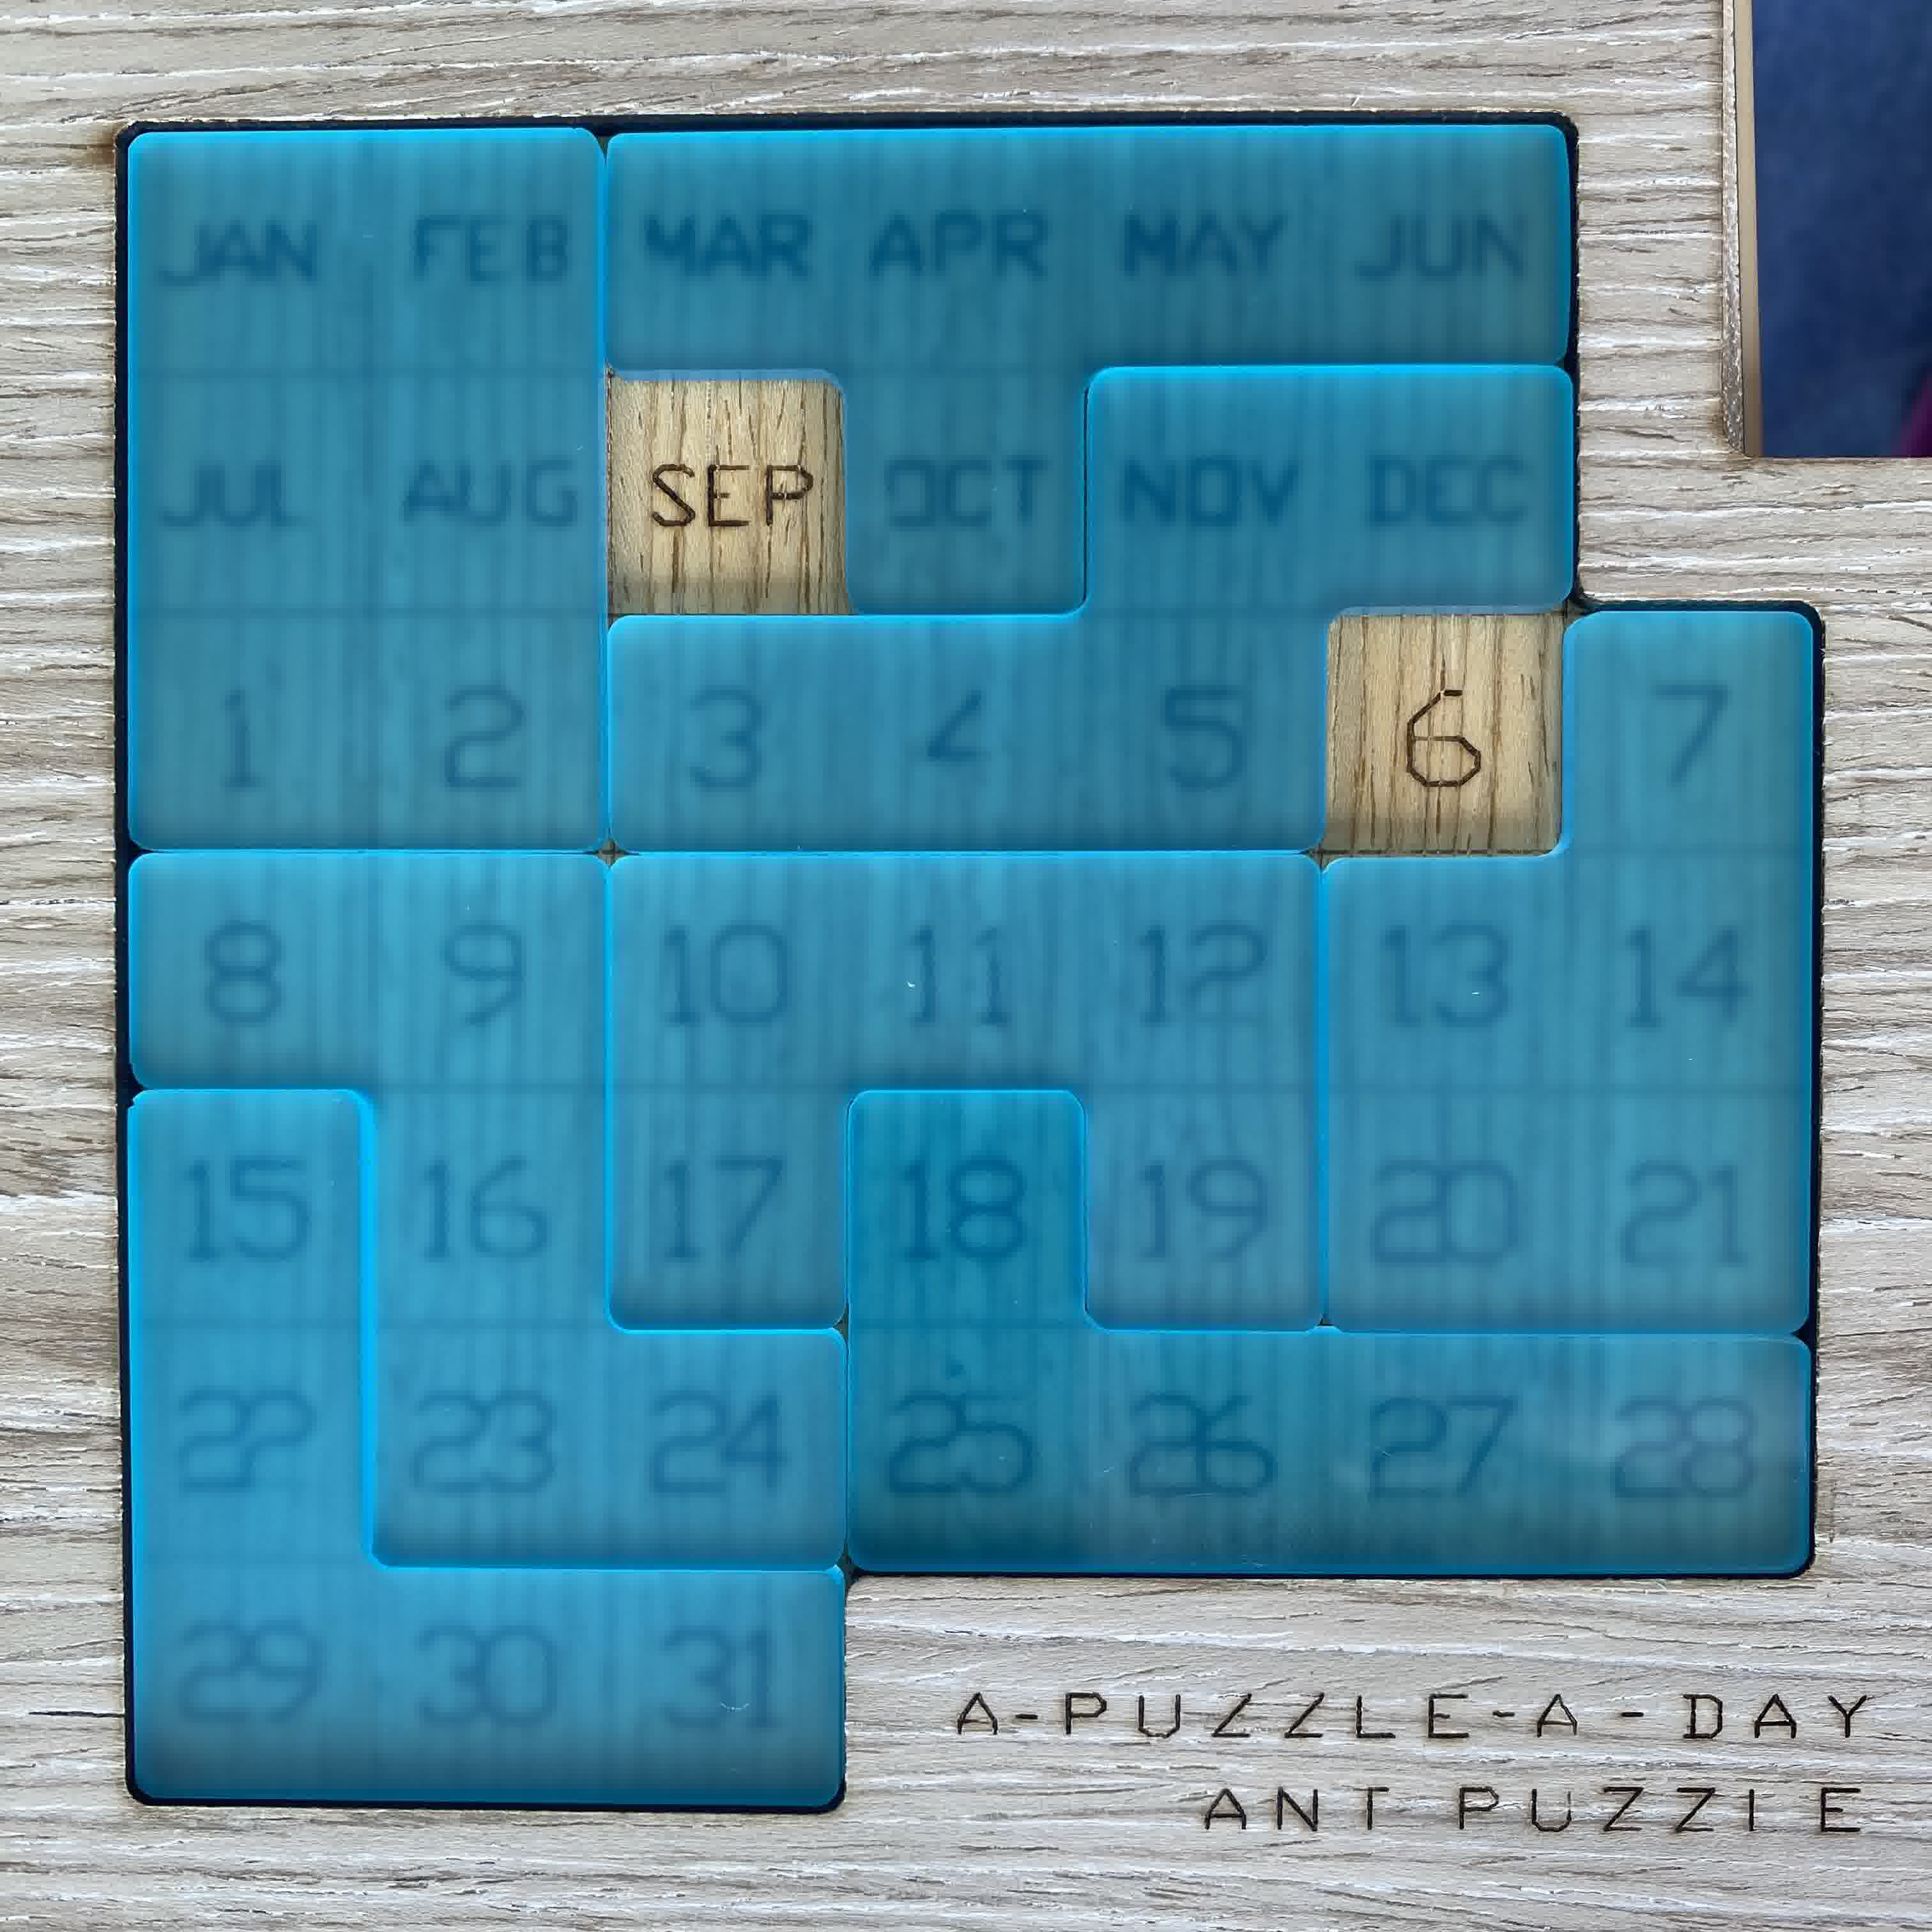 JAN FEB MAR APR MAY JUN
JUL AUG SEP OCT NOV DEC
1 2 3 4 5 6 7
8 9 10 11 12 13 14
15 16 17 18 19 20 21
22 23 24 25 26 27 28
29 30 31
A-PUZZLE-A-DAY
ANT PUZZIE